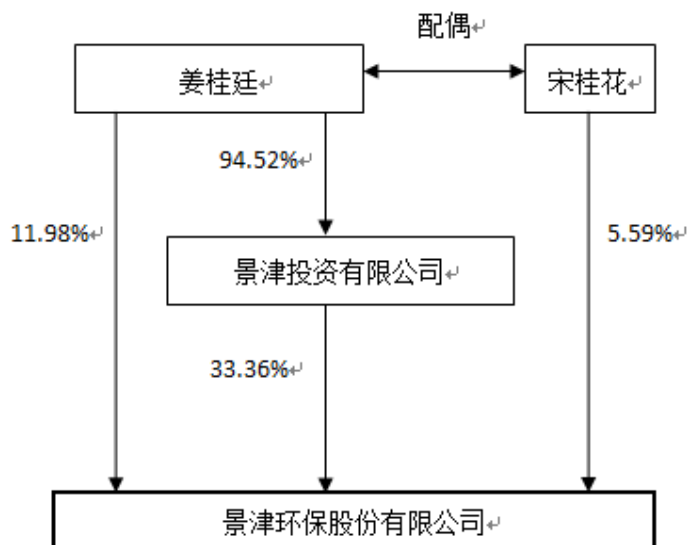 配偶↵
姜桂廷↵
宋桂花↵
94.52%↵
11.98%↵
5.59%↵
景津投资有限公司↵
33.36%↵
景津环保股份有限公司↵